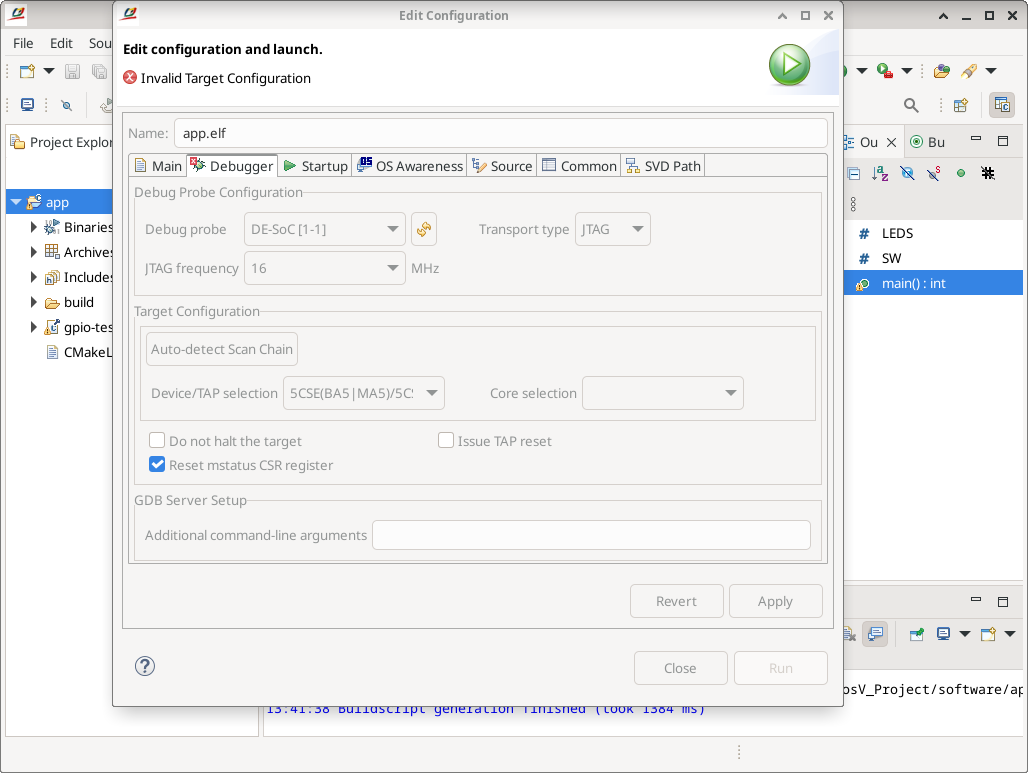 Edit Configuration
File Edit Sou
Edit configuration and launch.
Invalid Target Configuration
Project Explor
Name: app.elf
Ou Bu
Main Debugger Startup OS Awareness Source Common SVD Path
Debug Probe Configuration
app
Debug probe DE-SoC [1-1] Transport type JTAG
Binaries
LEDS
Archives
SW
JTAG frequency 16 MHz
Includes
main() : int
build
Target Configuration
gpio-tes
Auto-detect Scan Chain
CMakeL
Device/TAP selection 5CSE(BA5|MA5)/5C Core selection
Do not halt the target Issue TAP reset
Reset mstatus CSR register
GDB Server Setup
Additional command-line arguments
Revert Apply
Close Run
osV_Project/software/ap
13:41:38 Buildscript generation finished (took 1384 ms)